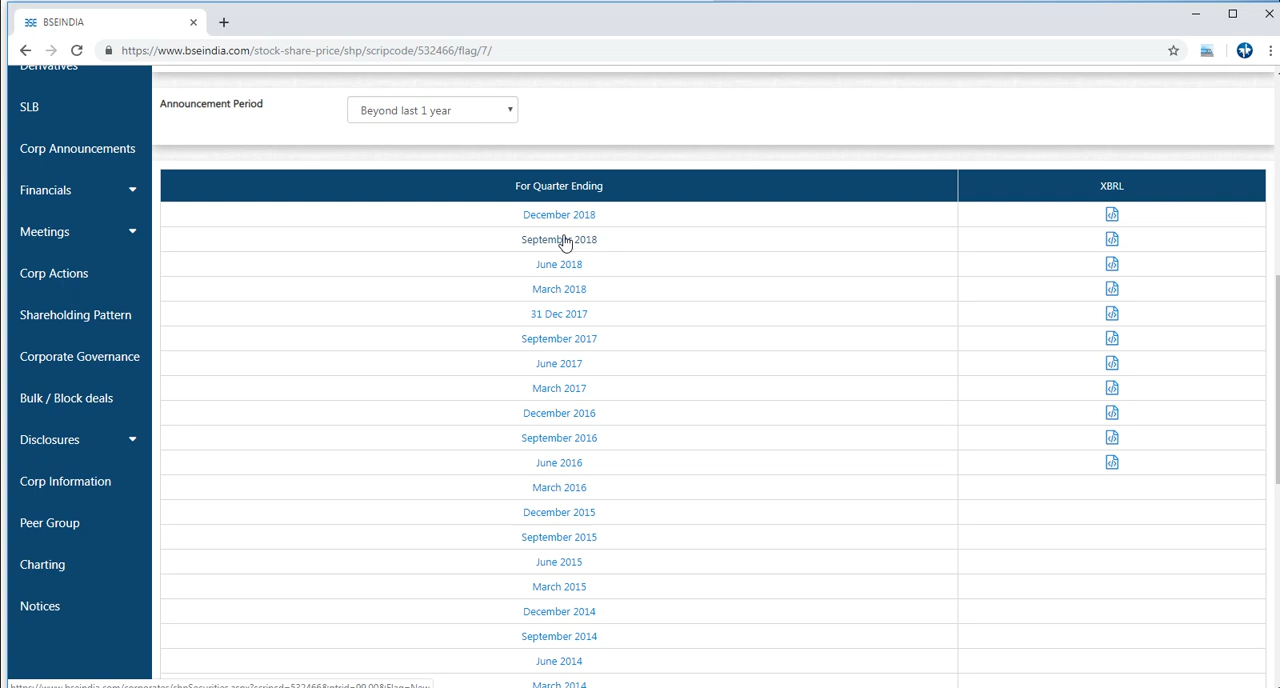 BSEINDIA
https://www.bseindia.com/stock-share-price/shp/scripcode/532466/flag/7/
Derivatives
SLB
Corp Announcements
Financials
Meetings
Corp Actions
Shareholding Pattern
Corporate Governance
Bulk / Block deals
Disclosures
Corp Information
Peer Group
Charting
Notices
Announcement Period
Beyond last 1 year
For Quarter Ending XBRL
December 2018
September 2018
June 2018
March 2018
31 Dec 2017
September 2017
June 2017
March 2017
December 2016
September 2016
June 2016
March 2016
December 2015
September 2015
June 2015
March 2015
December 2014
September 2014
June 2014
March 2014